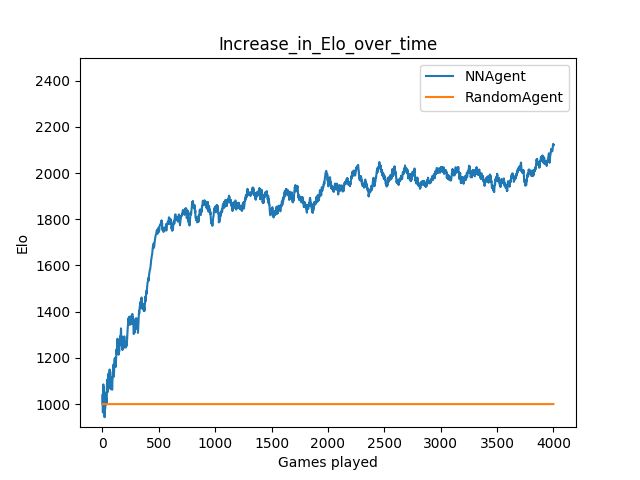 Increase_in_Elo_over_time
NNAgent
RandomAgent
2400
2200
2000
1800
1600
1400
1200
1000
Elo
0 500 1000 1500 2000 2500 3000 3500 4000
Games played